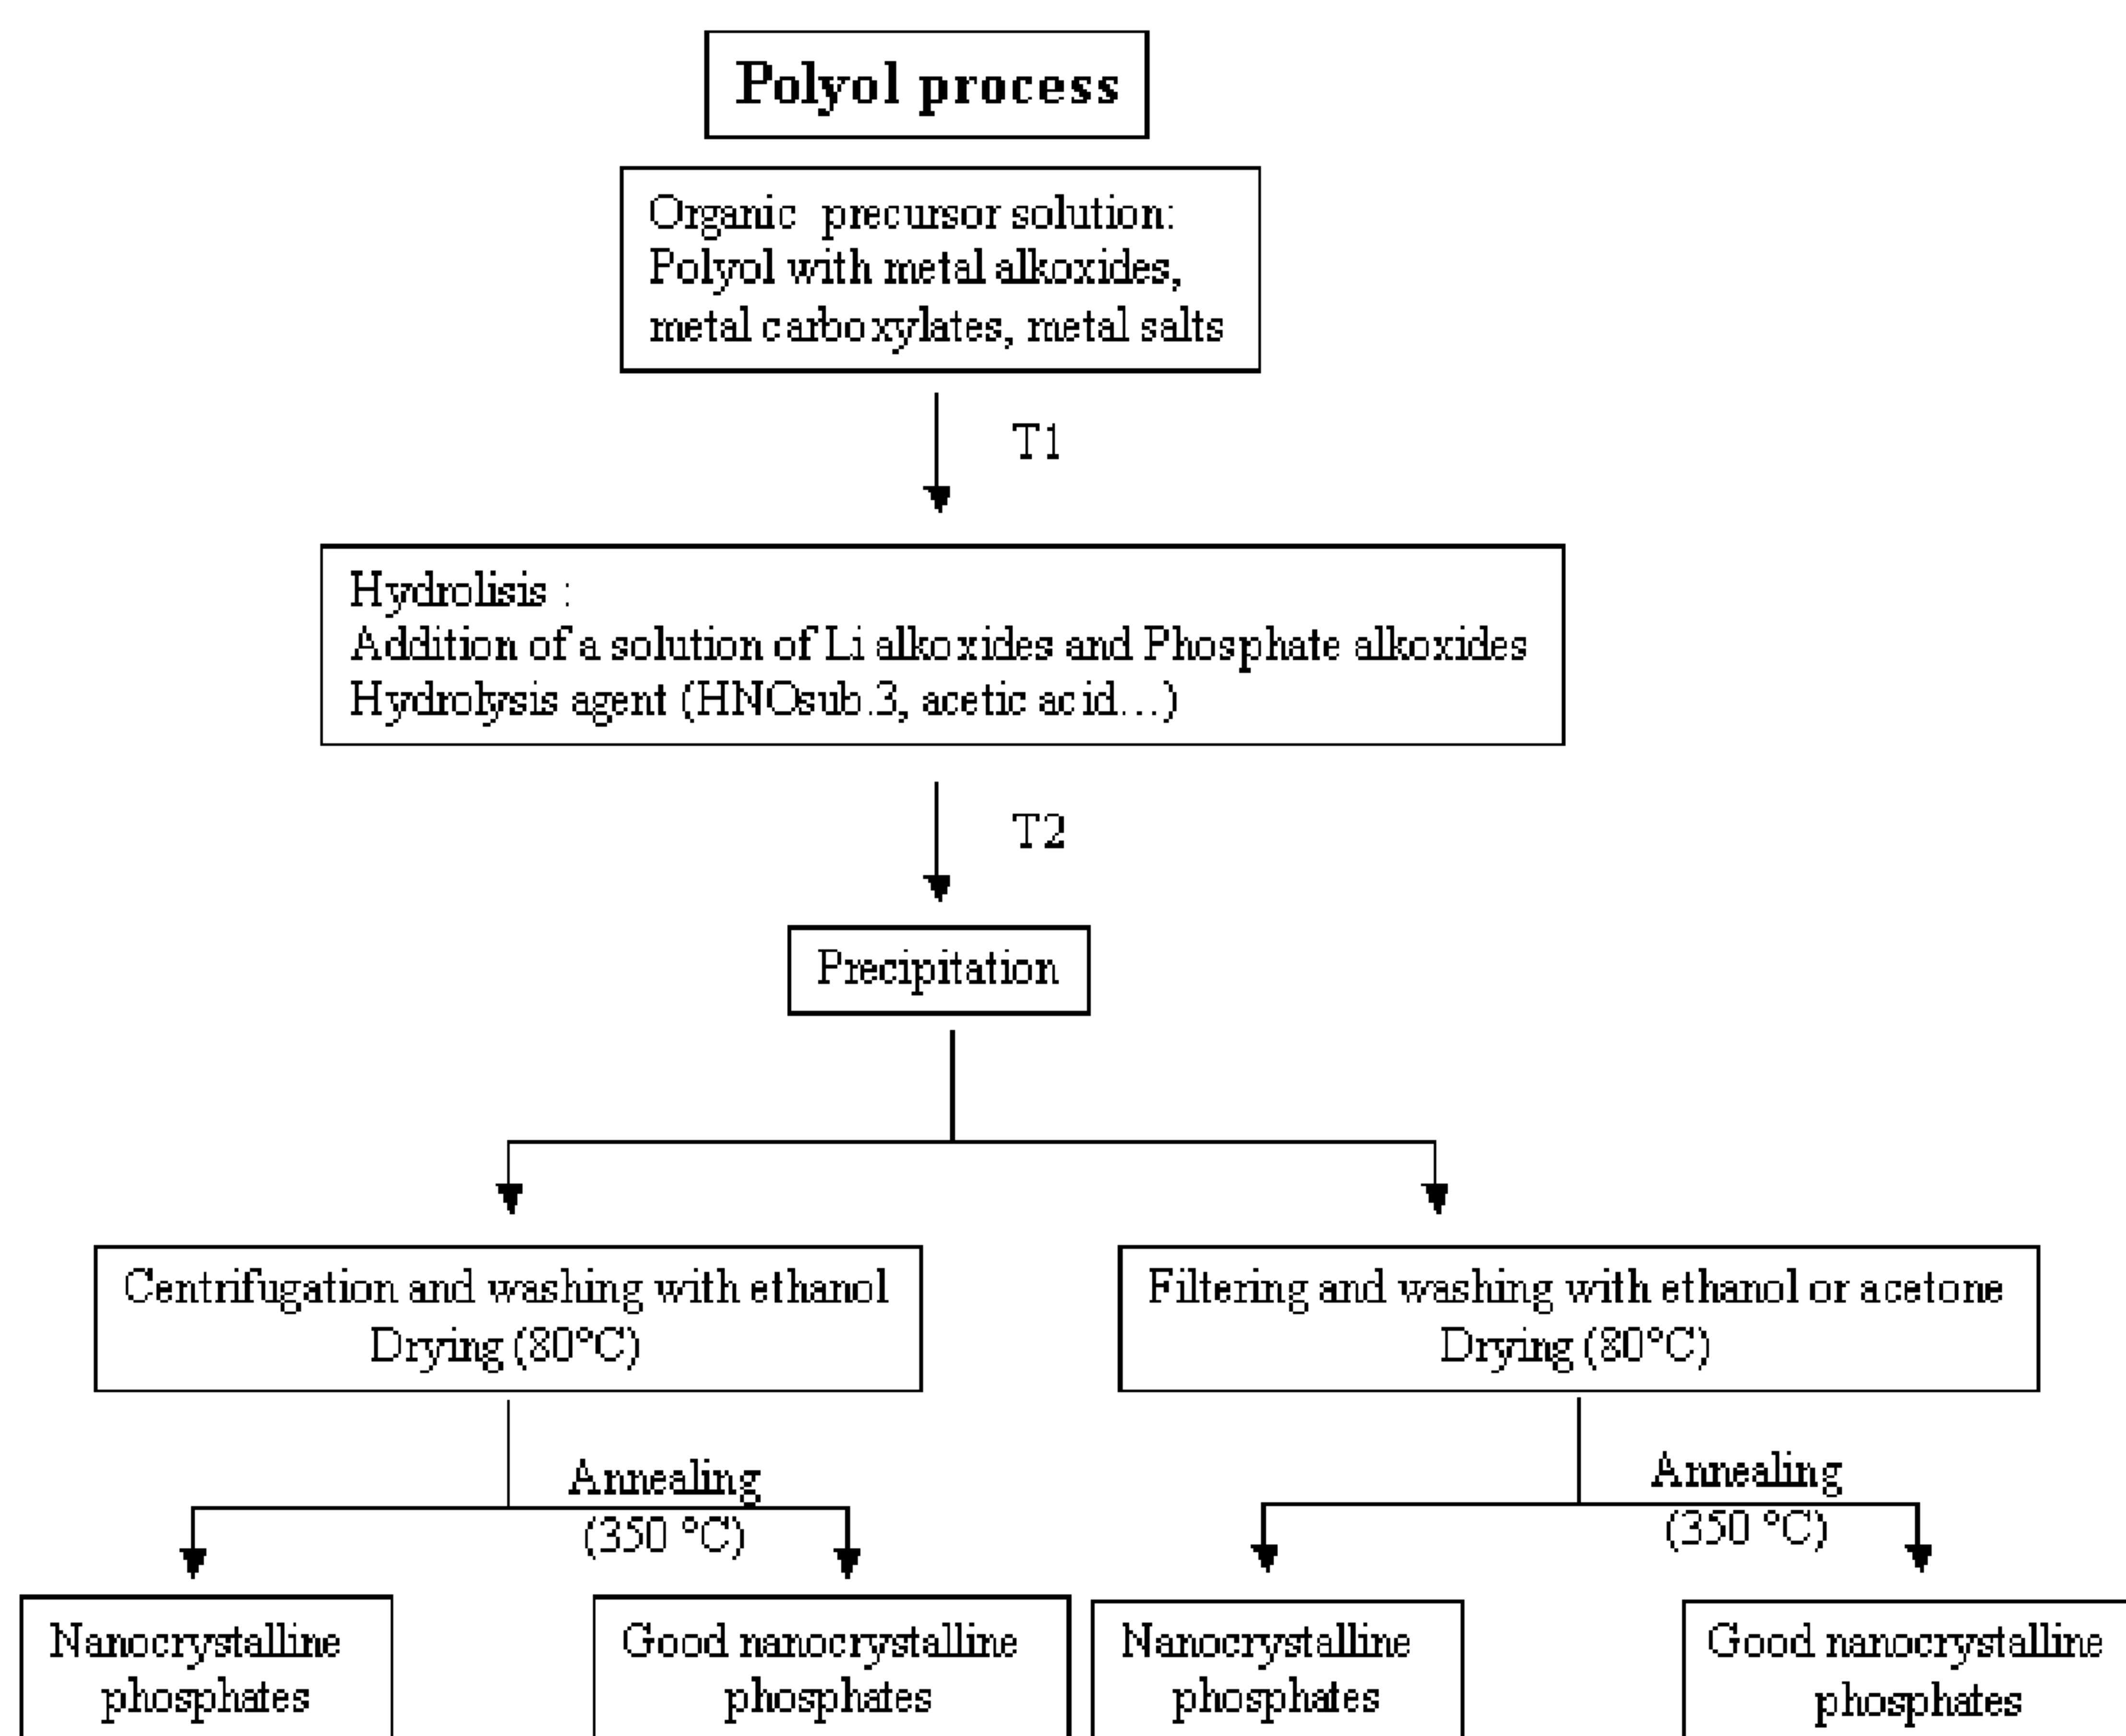 Polyol process
Organic precursor solution:
Polyol with metal alkoxides,
metal carboxylates, metal salts
T1
Hydrolisis :
Addition of a solution of Li alkoxides and Phosphate alkoxides
Hydrolysis agent (HNOsub.3, acetic acid...)
T2
Precipitation
Centrifugation and washing with ethanol
Drying (80°C)
Filtering and washing with ethanol or acetone
Drying (80°C)
Annealing
(350 °C)
Annealing
(350 °C)
Nanocrystalline
phosphates
Good nanocrystalline
phosphates
Nanocrystalline
phosphates
Good nanocrystalline
phosphates